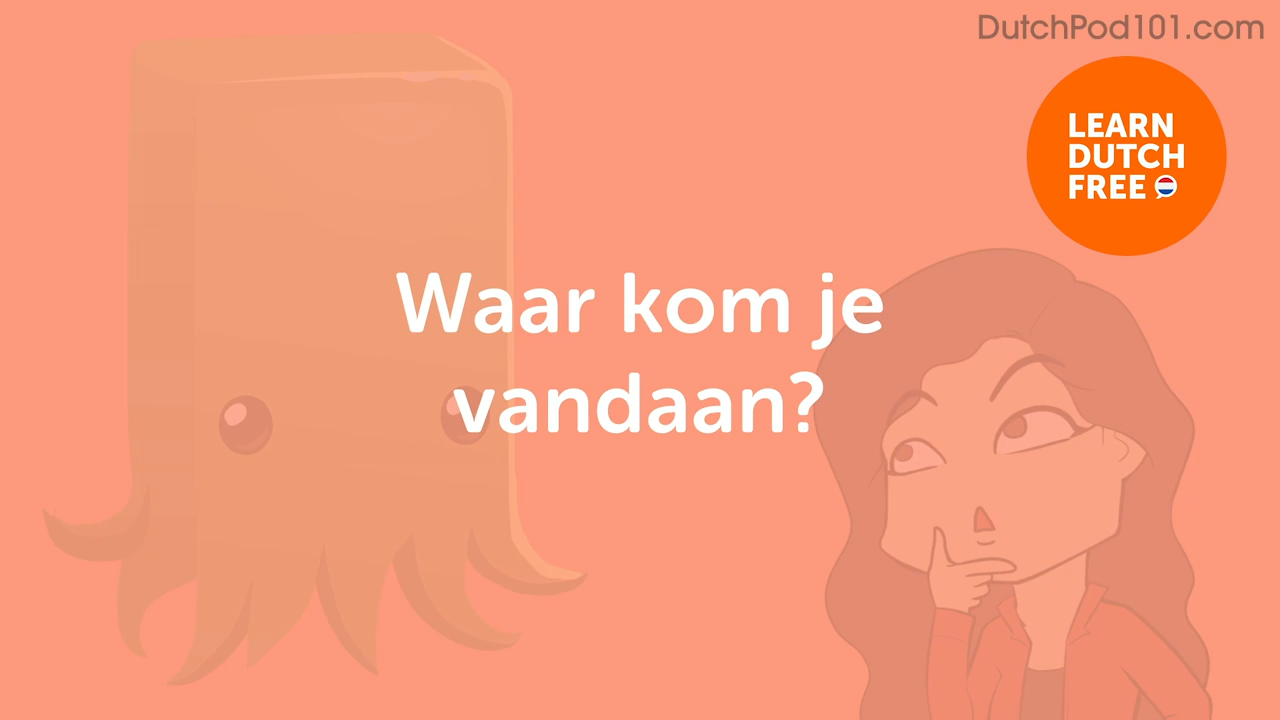 DutchPod101.com
LEARN
DUTCH
FREE
Waar kom je
vandaan?